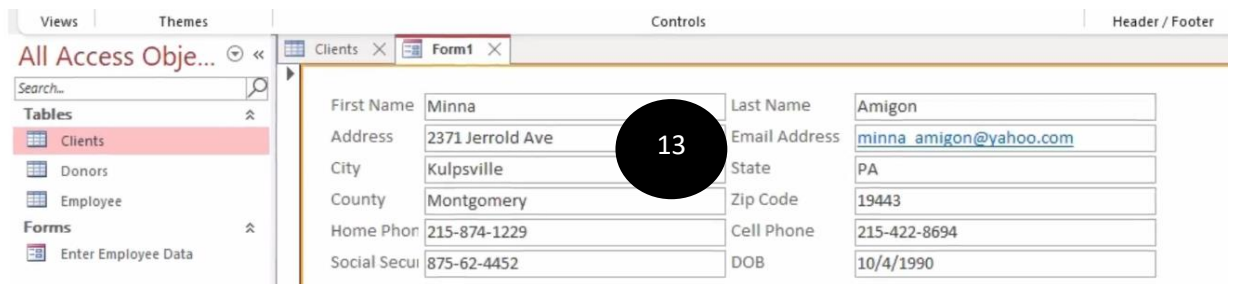 Views Themes Controls Header / Footer
All Access Obje... «
Clients Form1
Search...
Tables
Clients
Donors
Employee
Forms
Enter Employee Data
First Name Minna Last Name Amigon
Address 2371 Jerrold Ave Email Address minna_amigon@yahoo.com
13
City Kulpsville State PA
County Montgomery Zip Code 19443
Home Phon 215-874-1229 Cell Phone 215-422-8694
Social Secu 875-62-4452 DOB 10/4/1990